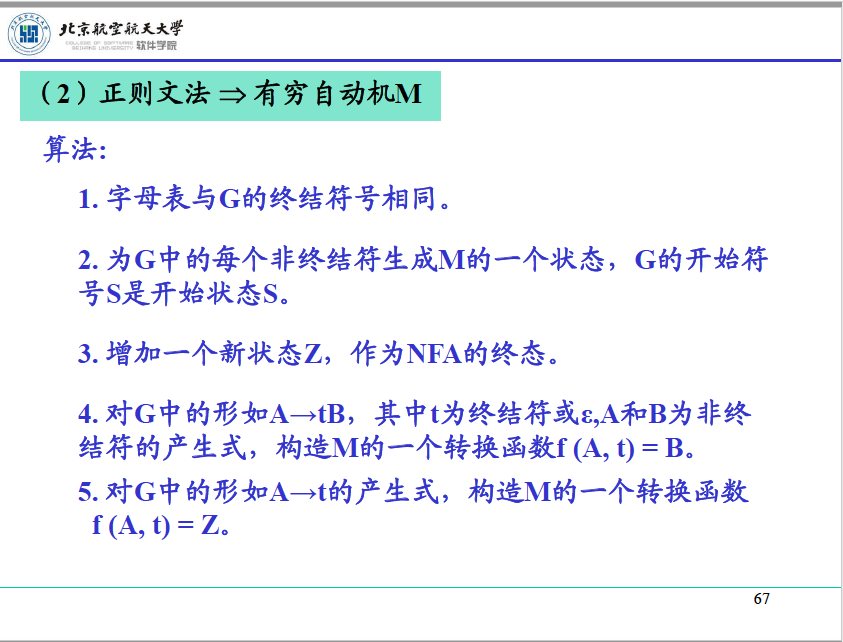 北京航空航天大学
COLLEGE OF SOFTWARE
BEIHANG UNIVERSITY 软件学院
（2）正则文法 ⇒ 有穷自动机M
算法:
1. 字母表与G的终结符号相同。
2. 为G中的每个非终结符生成M的一个状态，G的开始符
号S是开始状态S。
3. 增加一个新状态Z，作为NFA的终态。
4. 对G中的形如A→tB，其中t为终结符或ε,A和B为非终
结符的产生式，构造M的一个转换函数f (A, t) = B。
5. 对G中的形如A→t的产生式，构造M的一个转换函数
f (A, t) = Z。
67